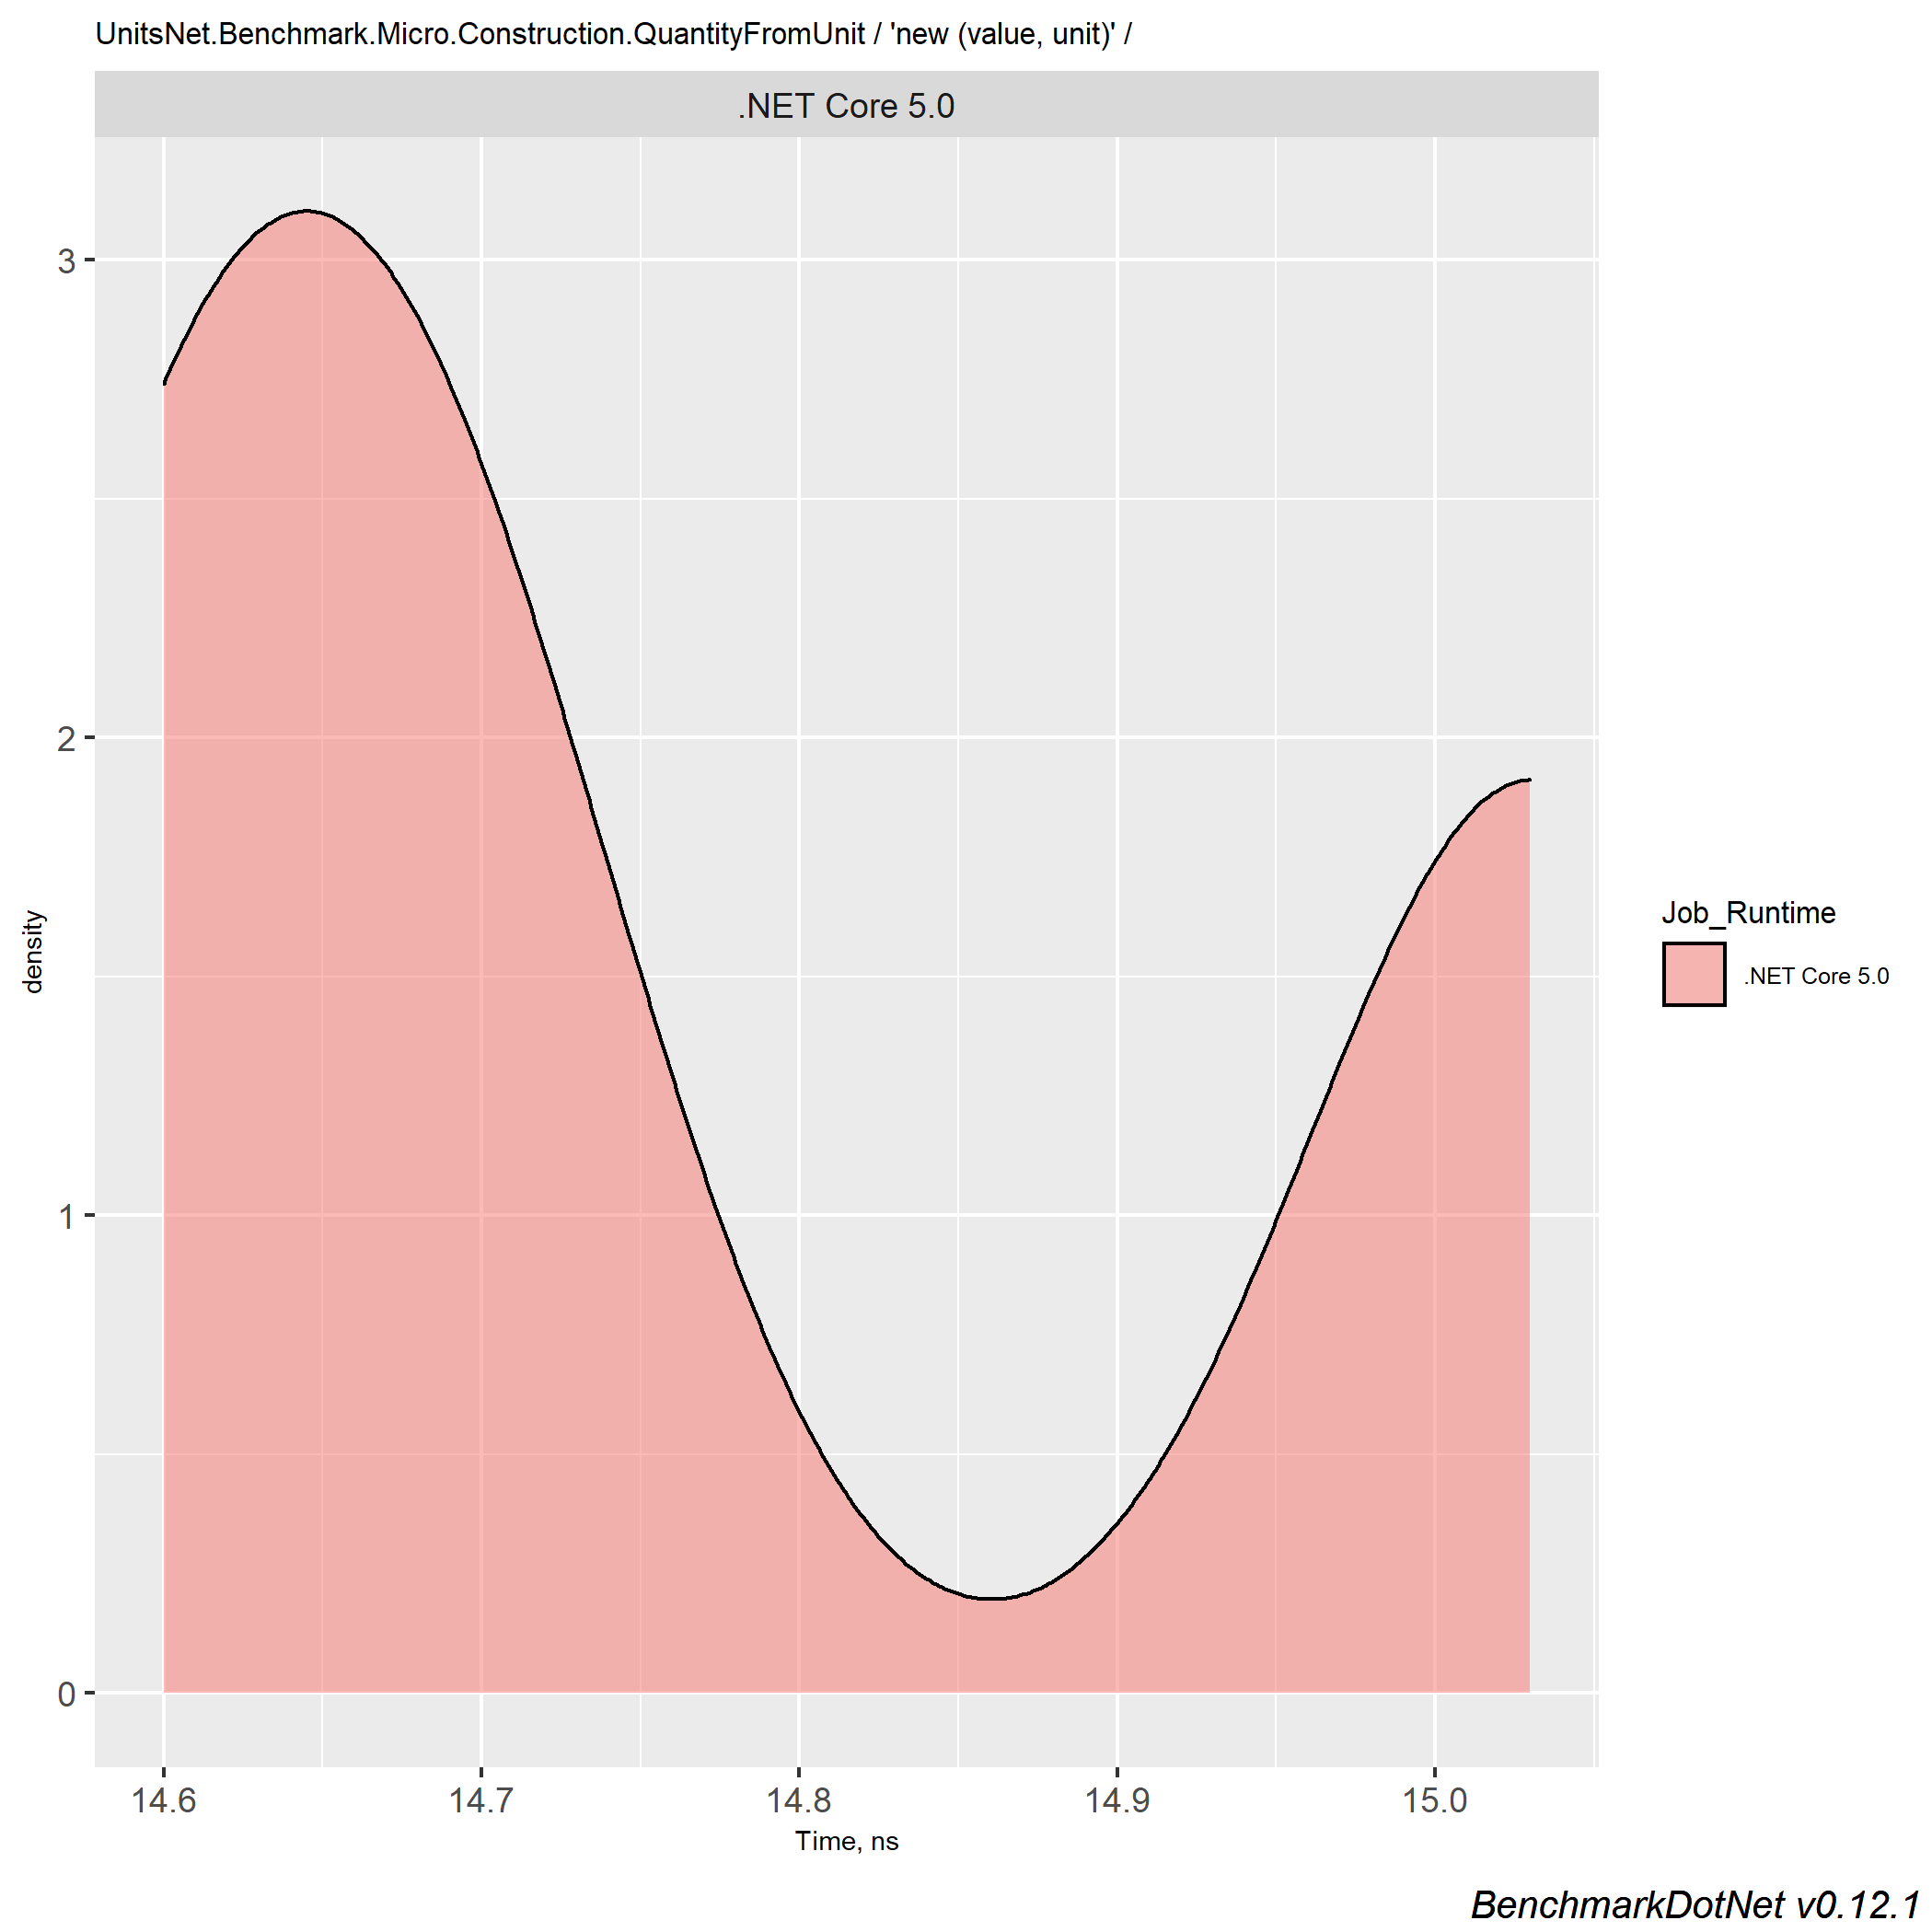 UnitsNet.Benchmark.Micro.Construction.QuantityFromUnit / 'new (value, unit)' /
.NET Core 5.0
3
2
1
0
density
14.6 14.7 14.8 14.9 15.0
Time, ns
Job_Runtime
.NET Core 5.0
BenchmarkDotNet v0.12.1